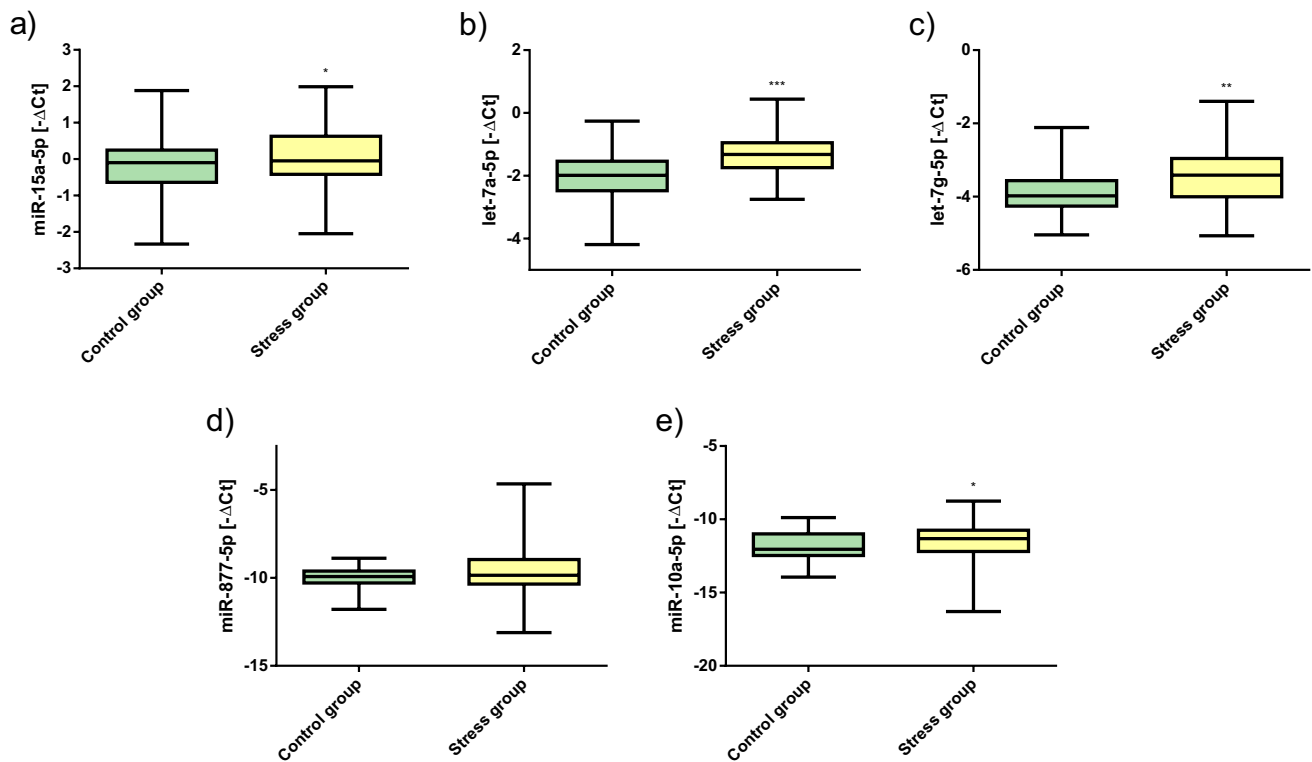 a)
miR-15a-5p [-ΔCt]
3
2
1
0
-1
-2
-3
*
Control group
Stress group
b)
let-7a-5p [-ΔCt]
2
0
-2
-4
***
Control group
Stress group
c)
let-7g-5p [-ΔCt]
0
-2
-4
-6
**
Control group
Stress group
d)
miR-877-5p [-ΔCt]
-5
-10
-15
Control group
Stress group
e)
miR-10a-5p [-ΔCt]
-5
-10
-15
-20
*
Control group
Stress group